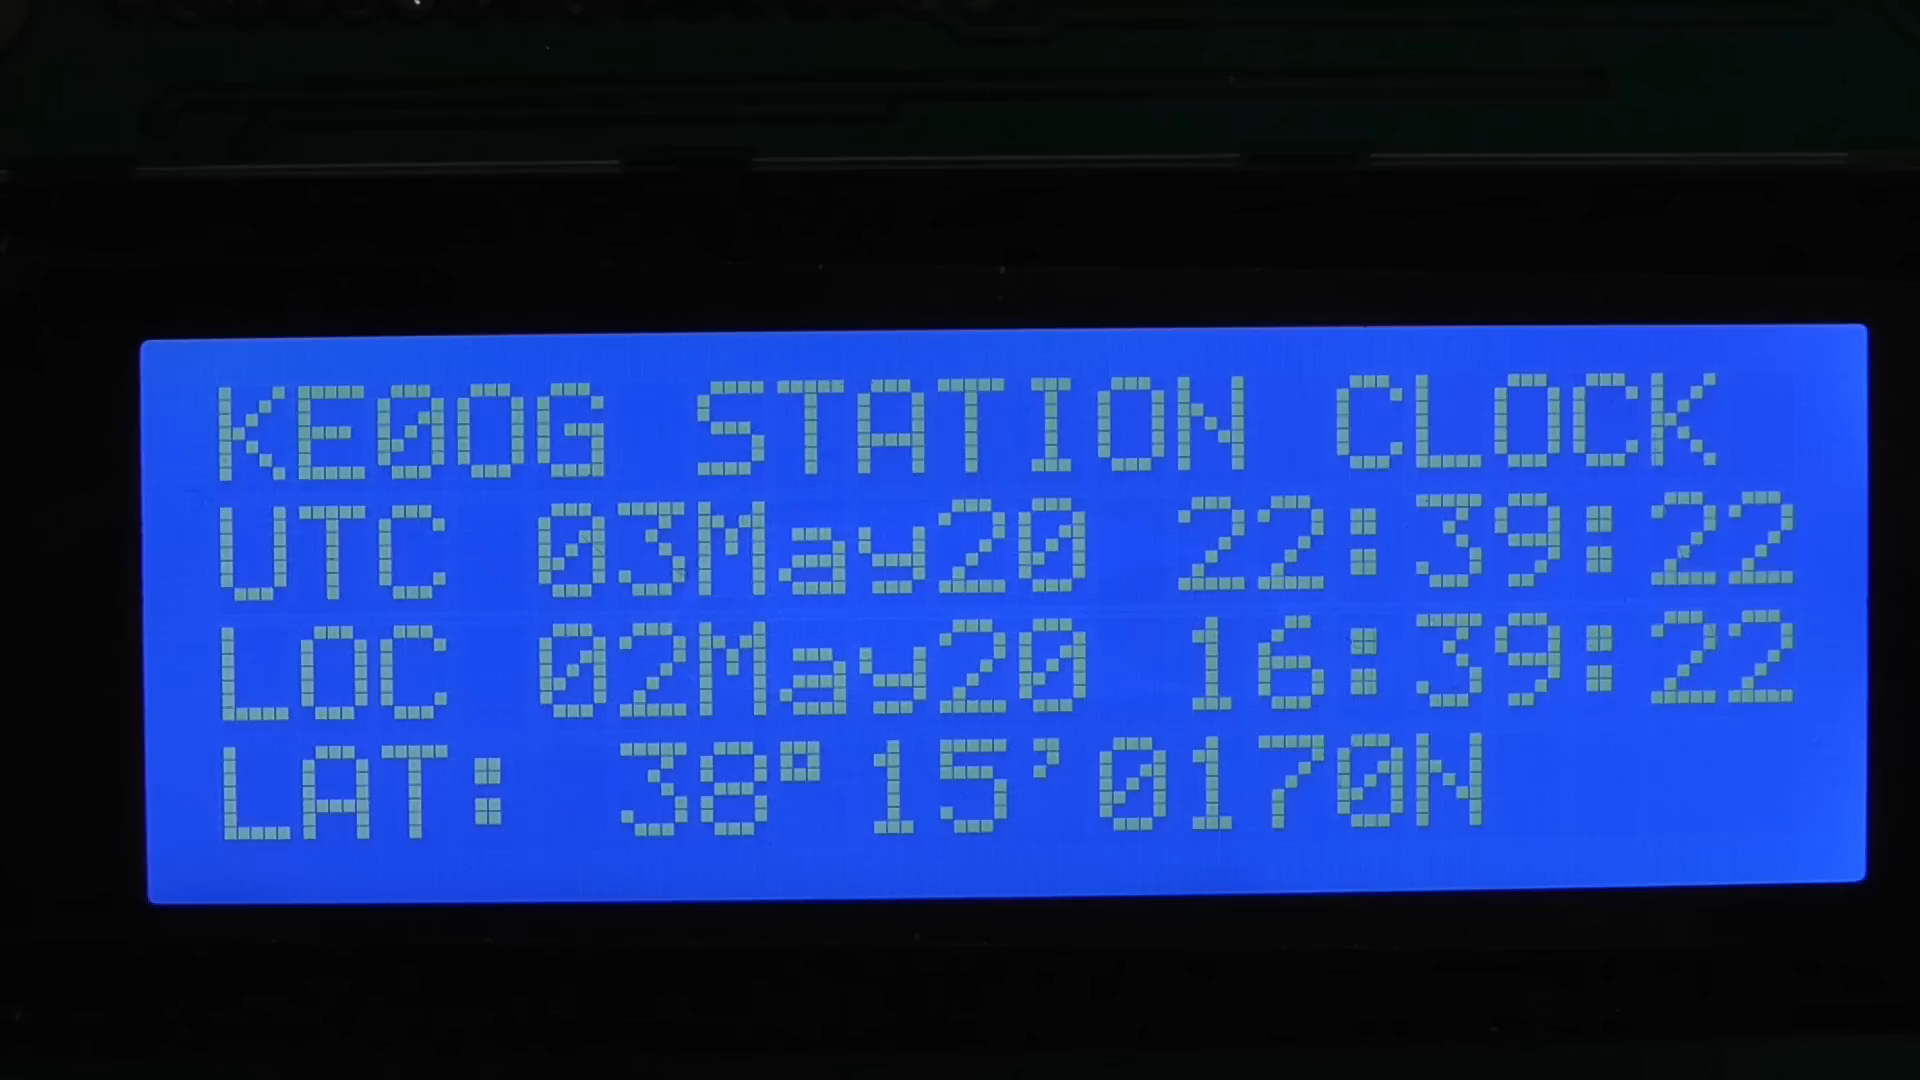 KE0OG STATION CLOCK
UTC 03May20 22:39:22
LOC 02May20 16:39:22
LAT: 38°15’0170N